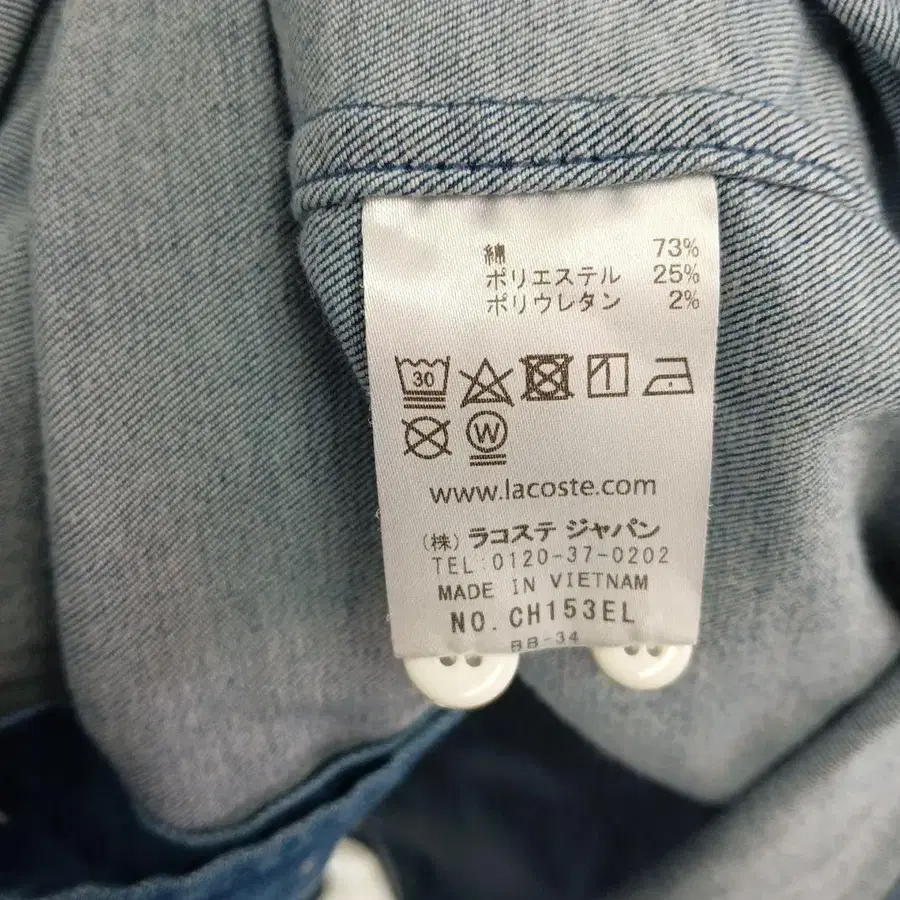 綿 73%
ポリエステル 25%
ポリウレタン 2%
30
W
www.lacoste.com
(株) ラコステ ジャパン
TEL:0120-37-0202
MADE IN VIETNAM
NO. CH153EL
BB-34